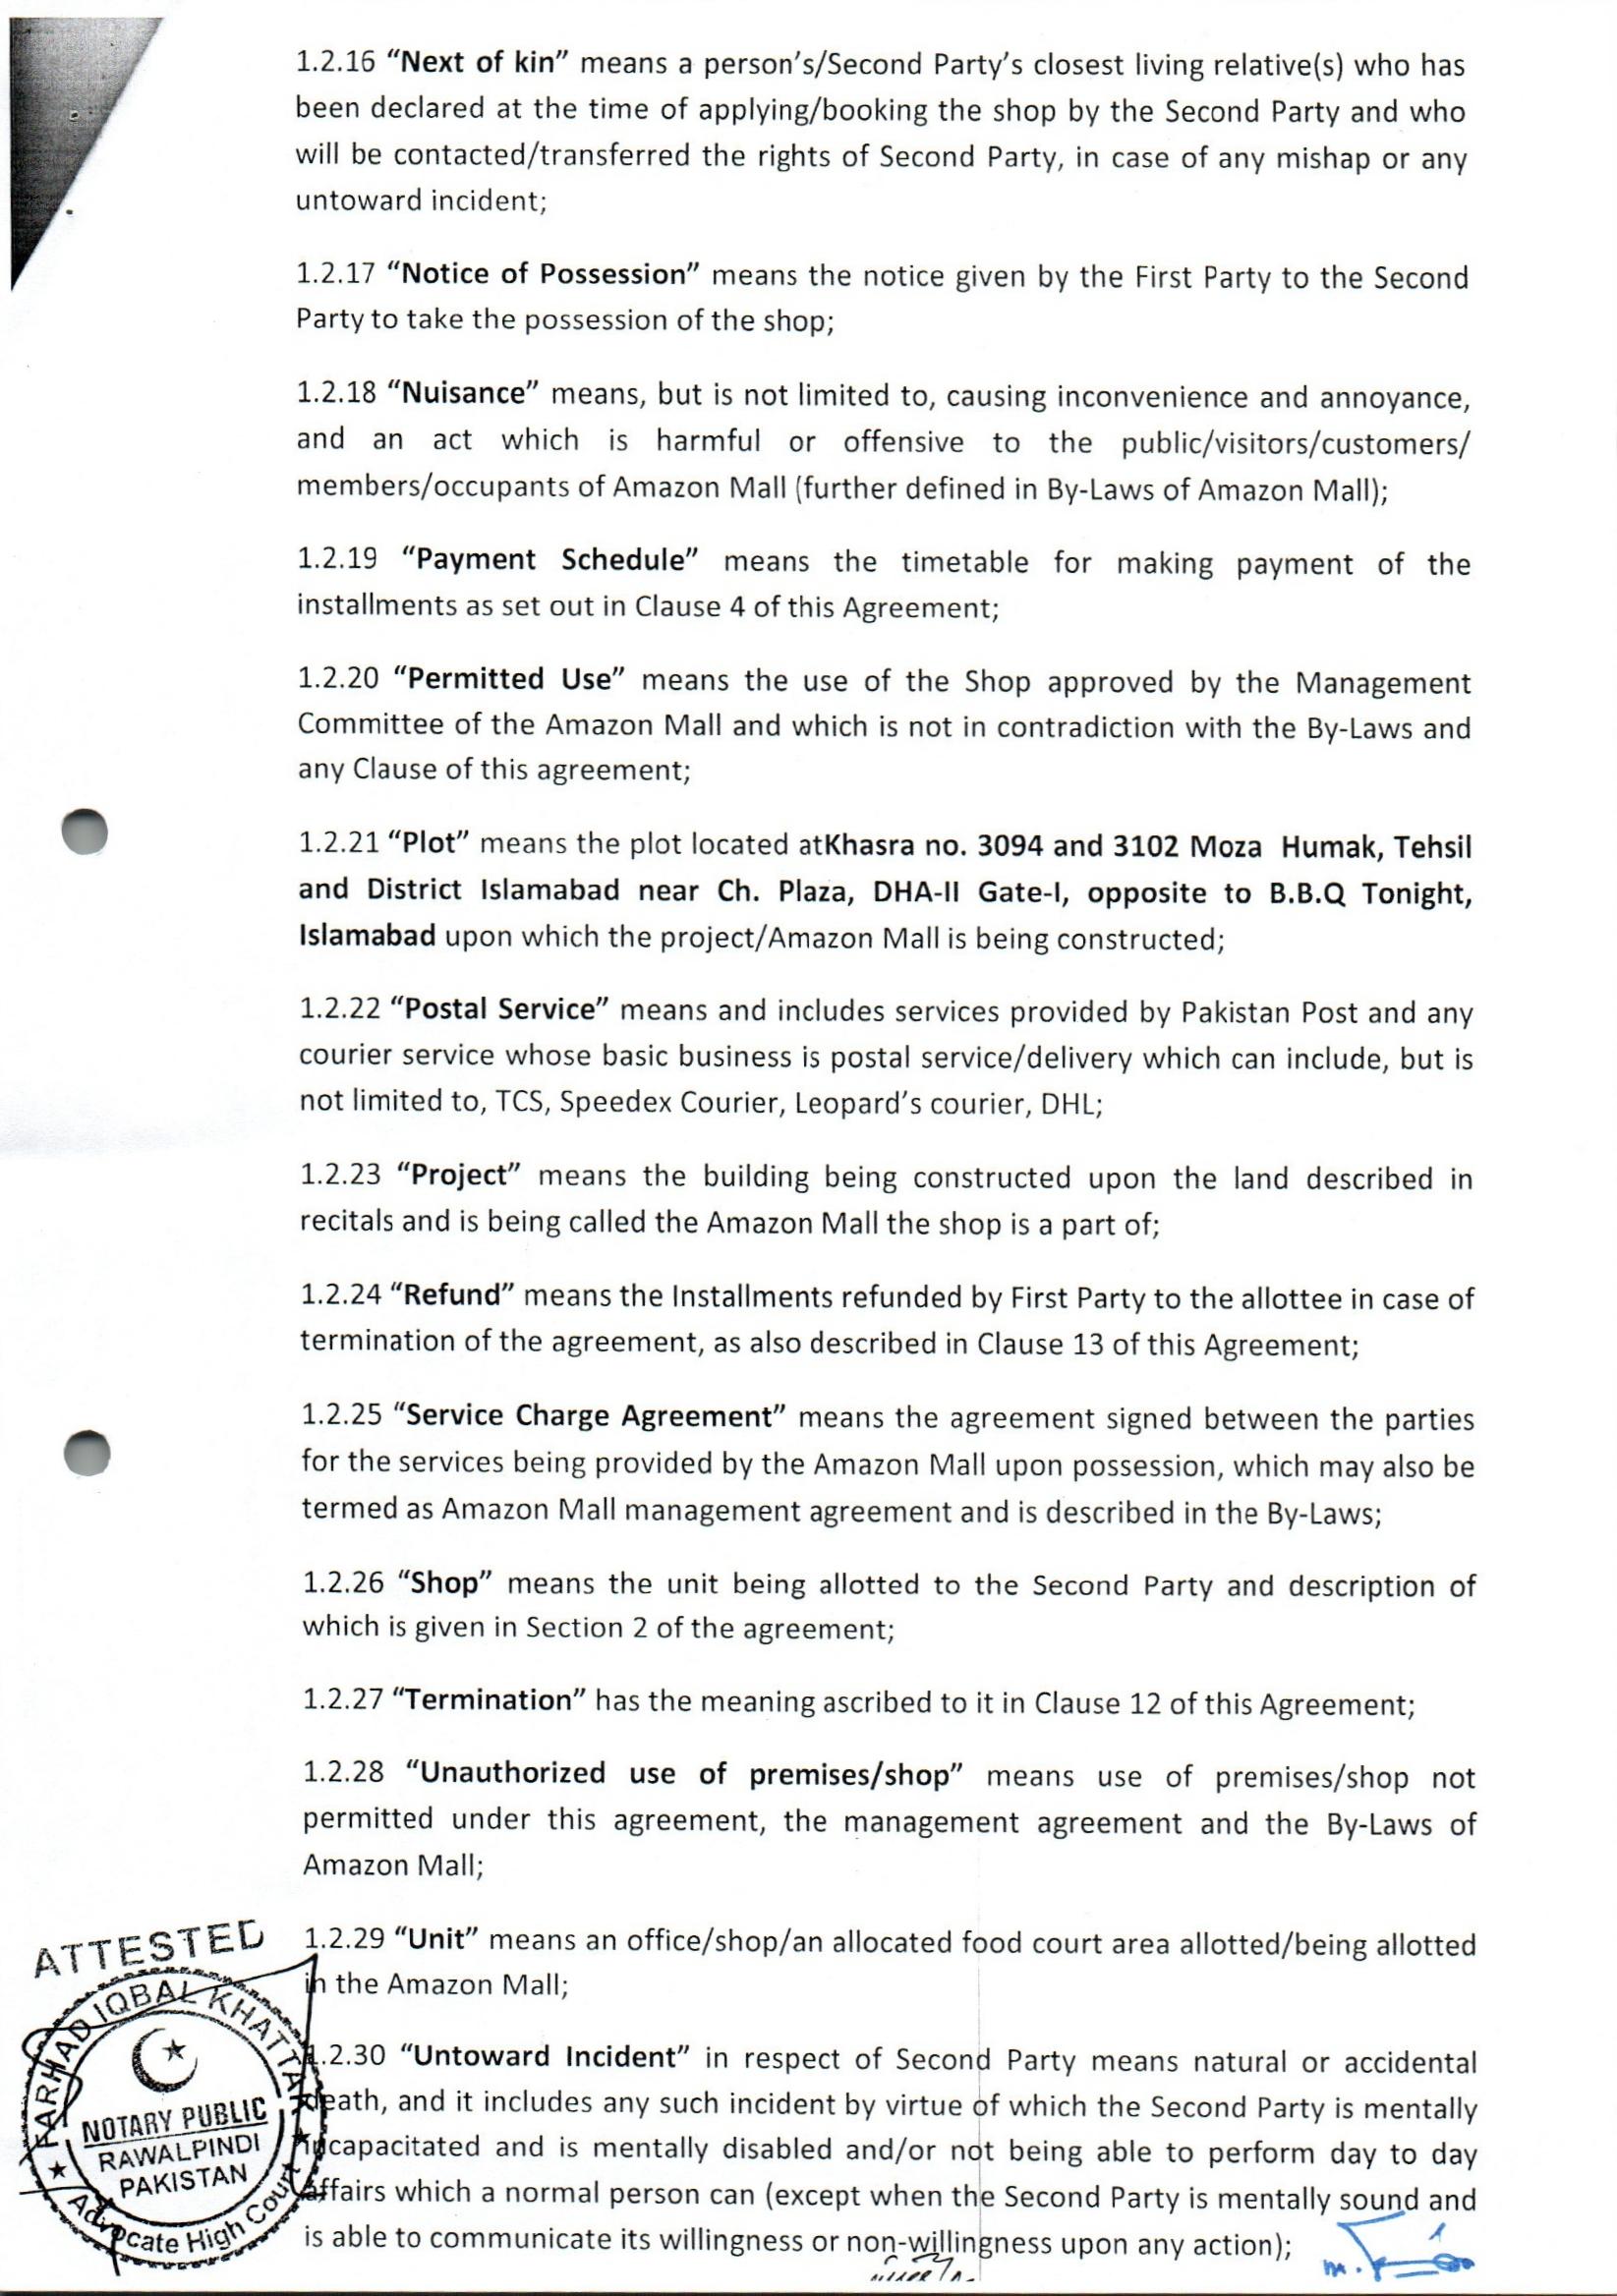 1.2.16 “Next of kin” means a person’s/Second Party’s closest living relative(s) who has
been declared at the time of applying/booking the shop by the Second Party and who
will be contacted/transferred the rights of Second Party, in case of any mishap or any
untoward incident;
1.2.17 “Notice of Possession” means the notice given by the First Party to the Second
Party to take the possession of the shop;
1.2.18 “Nuisance” means, but is not limited to, causing inconvenience and annoyance,
and an act which is harmful or offensive to the public/visitors/customers/
members/occupants of Amazon Mall (further defined in By-Laws of Amazon Mall);
1.2.19 “Payment Schedule” means the timetable for making payment of the
installments as set out in Clause 4 of this Agreement;
1.2.20 “Permitted Use” means the use of the Shop approved by the Management
Committee of the Amazon Mall and which is not in contradiction with the By-Laws and
any Clause of this agreement;
1.2.21 “Plot” means the plot located atKhasra no. 3094 and 3102 Moza Humak, Tehsil
and District Islamabad near Ch. Plaza, DHA-II Gate-I, opposite to B.B.Q Tonight,
Islamabad upon which the project/Amazon Mall is being constructed;
1.2.22 “Postal Service” means and includes services provided by Pakistan Post and any
courier service whose basic business is postal service/delivery which can include, but is
not limited to, TCS, Speedex Courier, Leopard’s courier, DHL;
1.2.23 “Project” means the building being constructed upon the land described in
recitals and is being called the Amazon Mall the shop is a part of;
1.2.24 “Refund” means the Installments refunded by First Party to the allottee in case of
termination of the agreement, as also described in Clause 13 of this Agreement;
1.2.25 “Service Charge Agreement” means the agreement signed between the parties
for the services being provided by the Amazon Mall upon possession, which may also be
termed as Amazon Mall management agreement and is described in the By-Laws;
1.2.26 “Shop” means the unit being allotted to the Second Party and description of
which is given in Section 2 of the agreement;
1.2.27 “Termination” has the meaning ascribed to it in Clause 12 of this Agreement;
1.2.28 “Unauthorized use of premises/shop” means use of premises/shop not
permitted under this agreement, the management agreement and the By-Laws of
Amazon Mall;
1.2.29 “Unit” means an office/shop/an allocated food court area allotted/being allotted
in the Amazon Mall;
1.2.30 “Untoward Incident” in respect of Second Party means natural or accidental
death, and it includes any such incident by virtue of which the Second Party is mentally
incapacitated and is mentally disabled and/or not being able to perform day to day
affairs which a normal person can (except when the Second Party is mentally sound and
is able to communicate its willingness or non-willingness upon any action);
ATTESTED
FARHAD IQBAL KHATTAK
NOTARY PUBLIC
RAWALPINDI
PAKISTAN
Advocate High Court